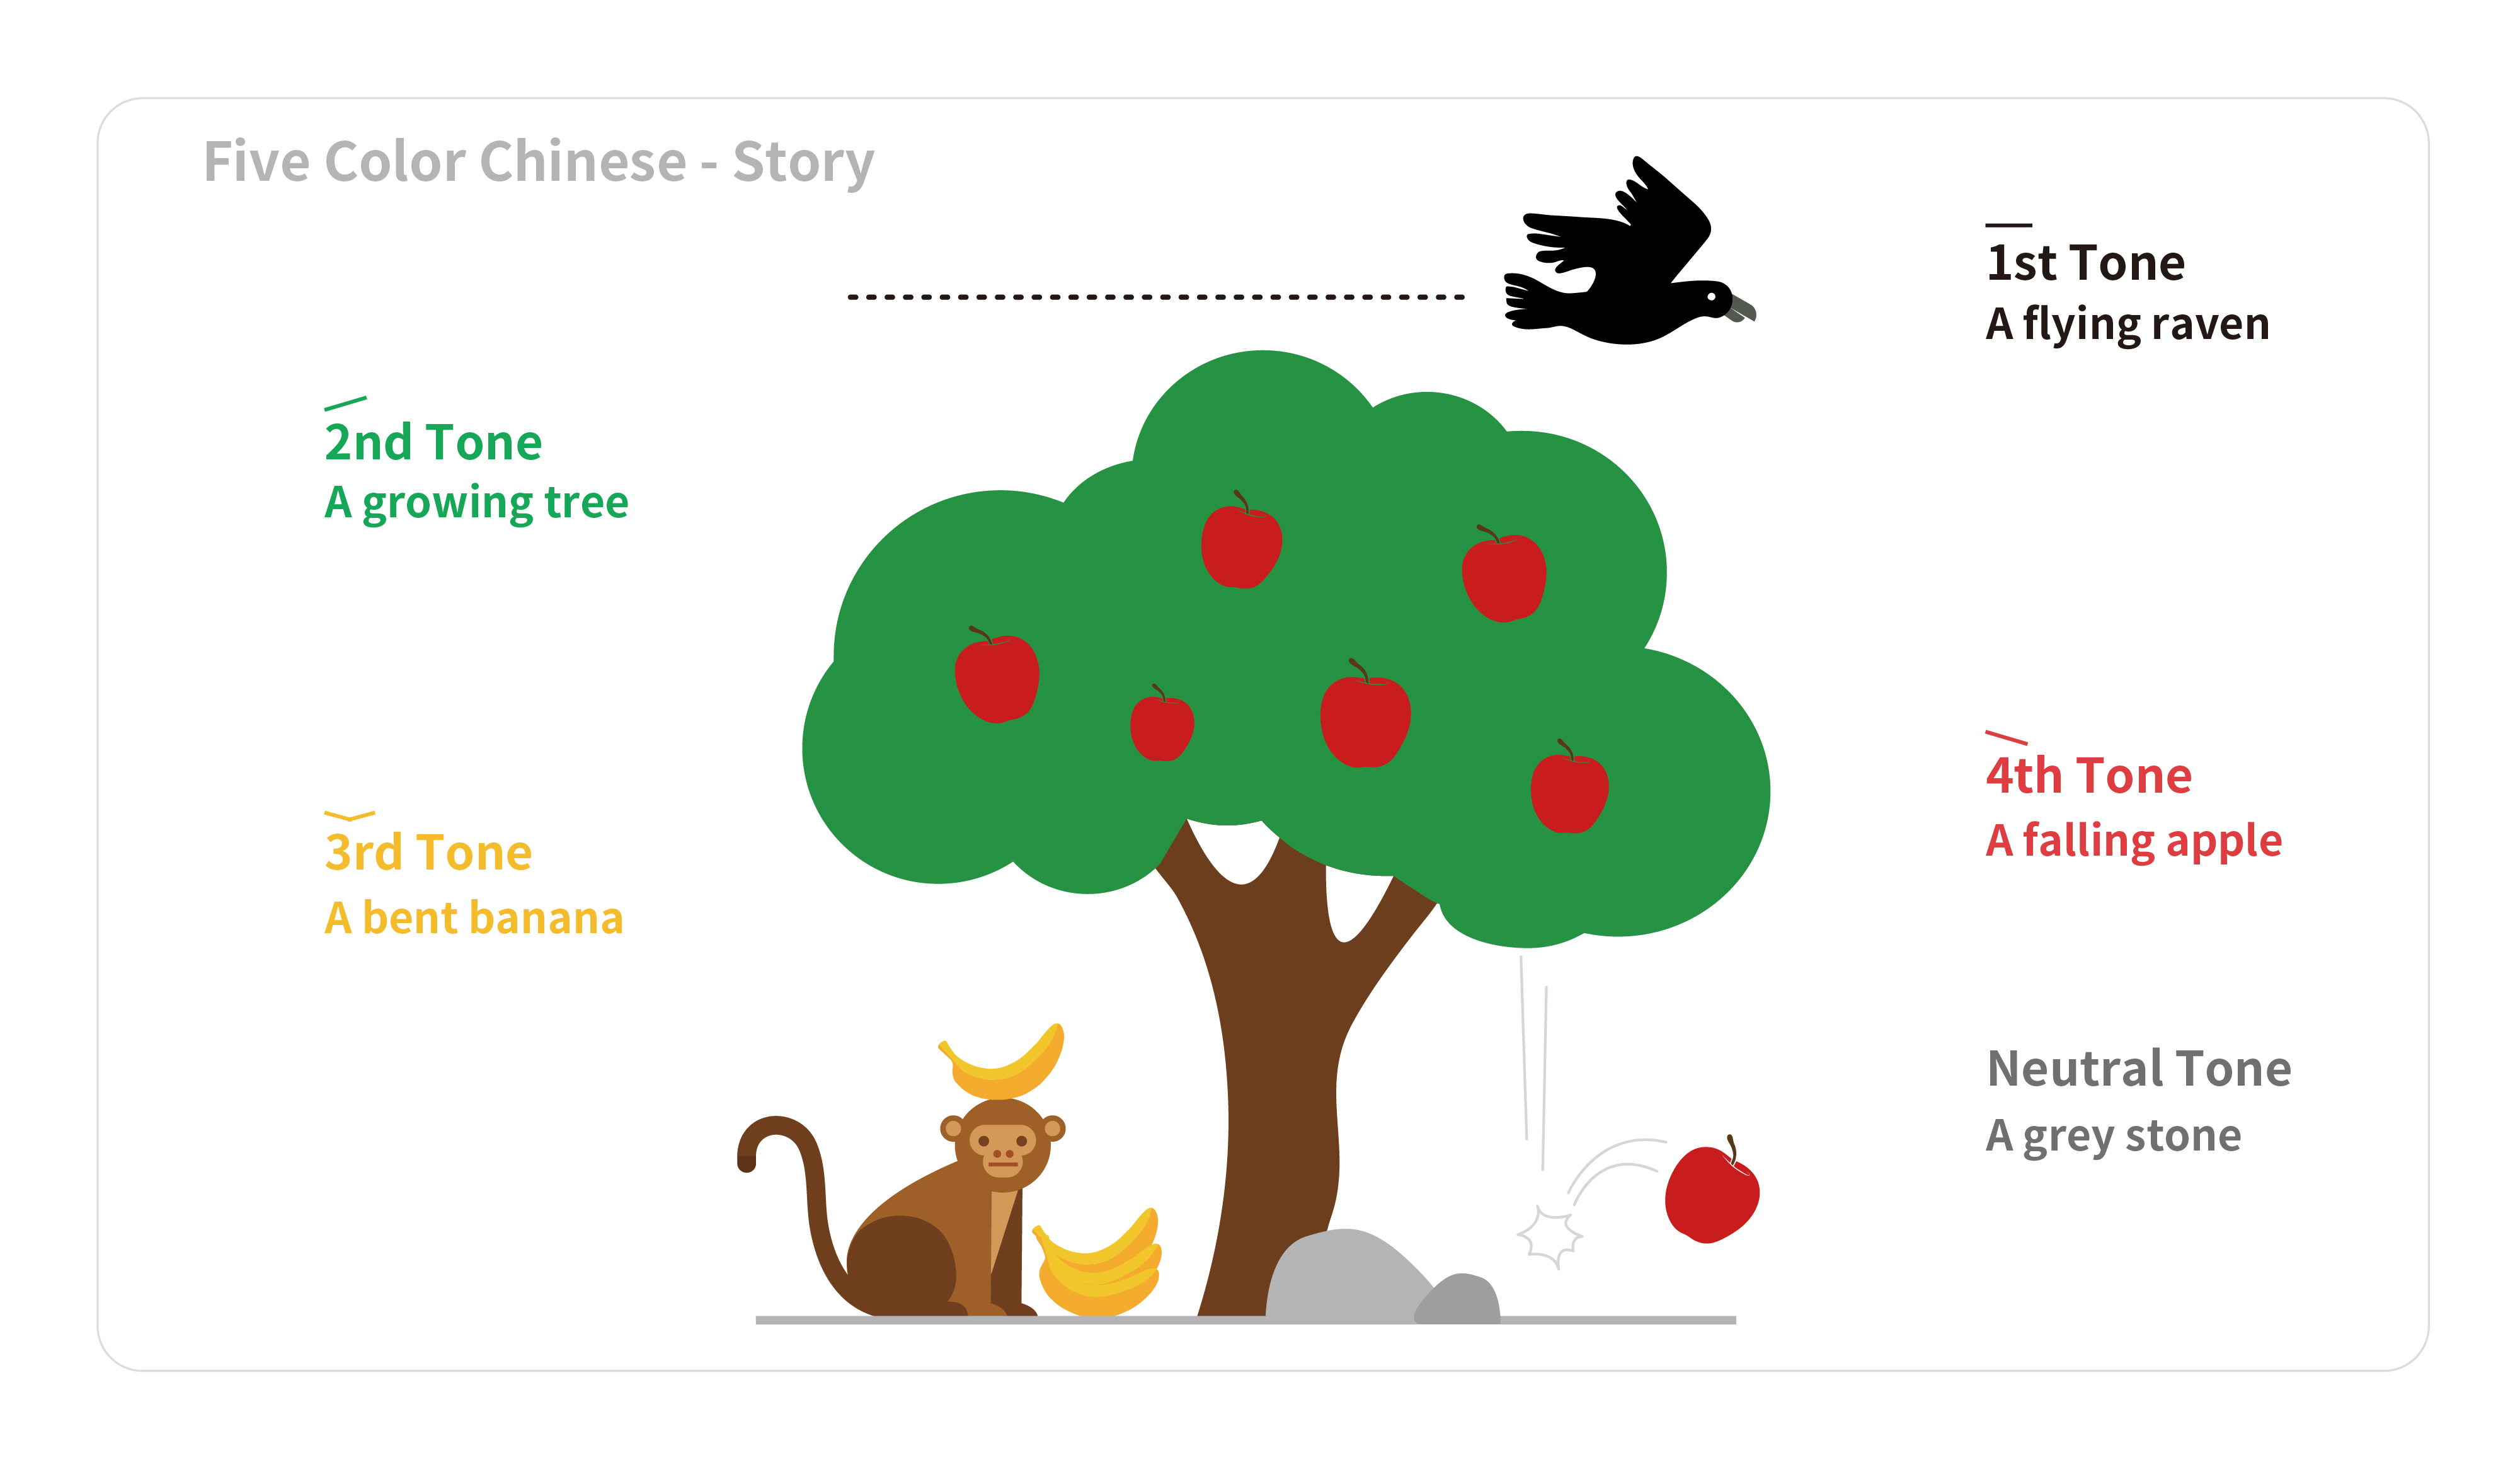 Five Color Chinese - Story
1st Tone
A flying raven
2nd Tone
A growing tree
3rd Tone
A bent banana
4th Tone
A falling apple
Neutral Tone
A grey stone